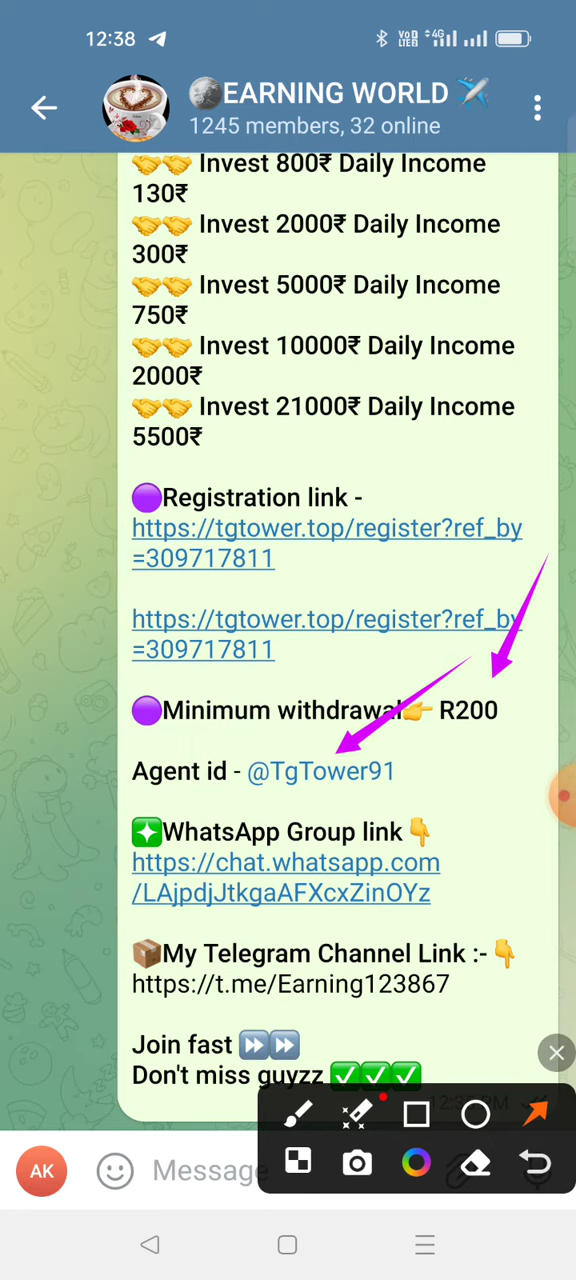 12:38
VoD LTE 4G
EARNING WORLD
1245 members, 32 online
Invest 800₹ Daily Income
130₹
Invest 2000₹ Daily Income
300₹
Invest 5000₹ Daily Income
750₹
Invest 10000₹ Daily Income
2000₹
Invest 21000₹ Daily Income
5500₹
Registration link -
https://tgtower.top/register?ref_by
=309717811
https://tgtower.top/register?ref_by
=309717811
Minimum withdrawal👉 R200
Agent id - @TgTower91
WhatsApp Group link
https://chat.whatsapp.com
/LAjpdjJtkgaAFXcxZinOYz
My Telegram Channel Link :-
https://t.me/Earning123867
Join fast
Don't miss guyzz
AK
Message